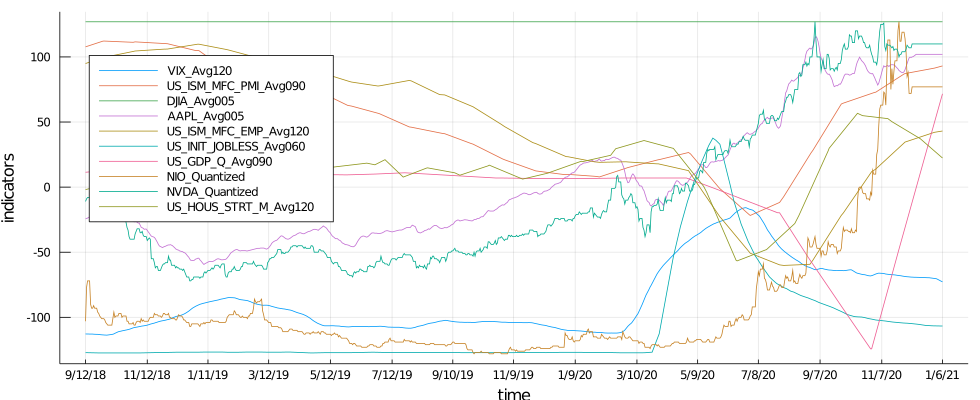 100
50
0
-50
-100
indicators
VIX_Avg120
US_ISM_MFC_PMI_Avg090
DJIA_Avg005
AAPL_Avg005
US_ISM_MFC_EMP_Avg120
US_INIT_JOBLESS_Avg060
US_GDP_Q_Avg090
NIO_Quantized
NVDA_Quantized
US_HOUS_STRT_M_Avg120
9/12/18 11/12/18 1/11/19 3/12/19 5/12/19 7/12/19 9/10/19 11/9/19 1/9/20 3/10/20 5/9/20 7/8/20 9/7/20 11/7/20 1/6/21
time